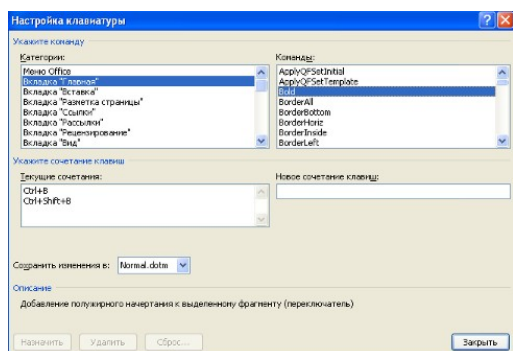 Настройка клавиатуры
Укажите команду
Категории:
Меню Office
Вкладка "Главная"
Вкладка "Вставка"
Вкладка "Разметка страницы"
Вкладка "Ссылки"
Вкладка "Рассылки"
Вкладка "Рецензирование"
Вкладка "Вид"
Команды:
ApplyQFSetInitial
ApplyQFSetTemplate
Bold
BorderAll
BorderBottom
BorderHoriz
BorderInside
BorderLeft
Укажите сочетание клавиш
Текущие сочетания:
Ctrl+B
Ctrl+Shift+B
Новое сочетание клавиш:
Сохранить изменения в: Normal.dotm
Описание
Добавление полужирного начертания к выделенному фрагменту (переключатель)
Назначить Удалить Сброс... Закрыть